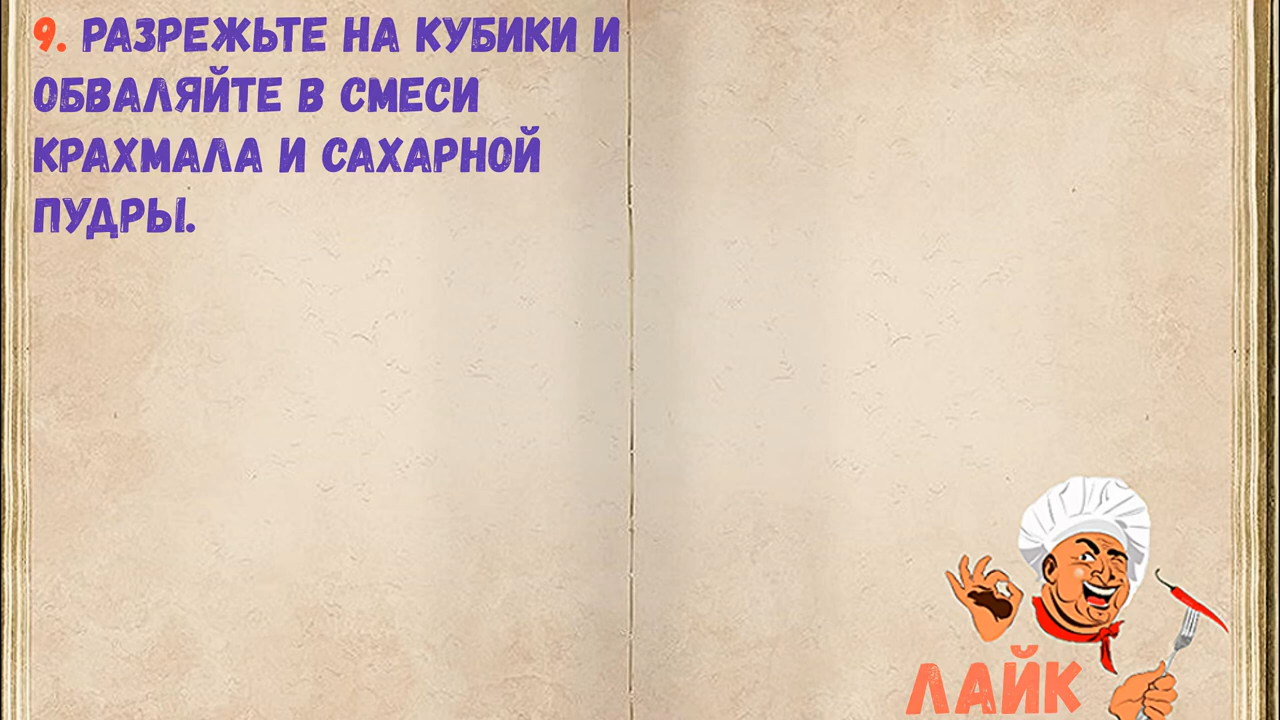 9. РАЗРЕЖЬТЕ НА КУБИКИ И
ОБВАЛЯЙТЕ В СМЕСИ
КРАХМАЛА И САХАРНОЙ
ПУДРЫ.
ЛАЙК